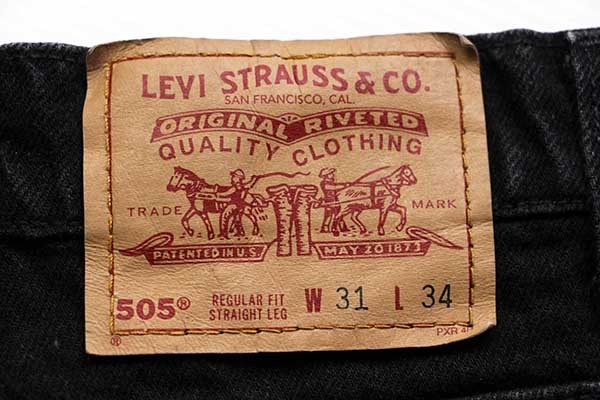 LEVI STRAUSS & CO.
SAN FRANCISCO, CAL.
ORIGINAL RIVETED
QUALITY CLOTHING
TRADE MARK
PATENTED IN U.S. MAY 20 1873
505® REGULAR FIT STRAIGHT LEG W 31 L 34
® PXR